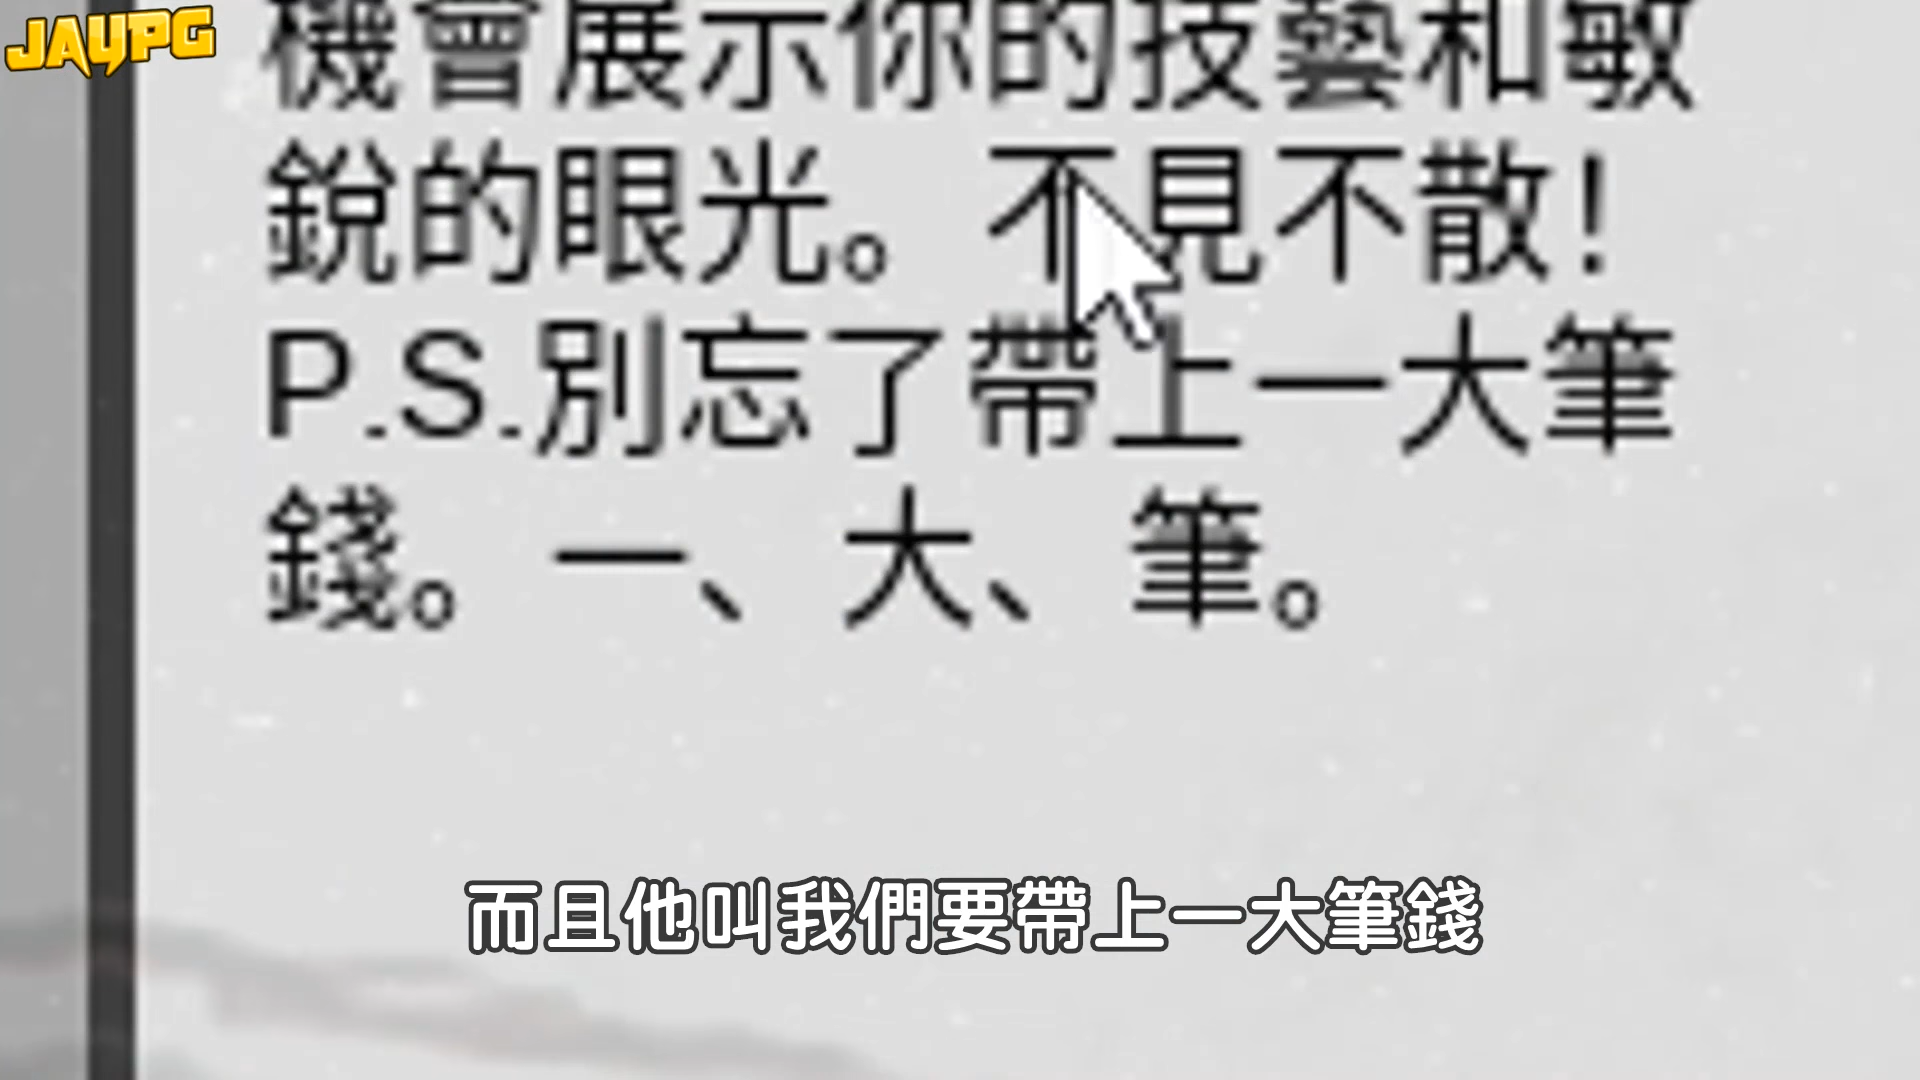 JAYPG
機會展示你的技藝和敏
銳的眼光。不見不散！
P.S.別忘了帶上一大筆
錢。一、大、筆。
而且他叫我們要帶上一大筆錢